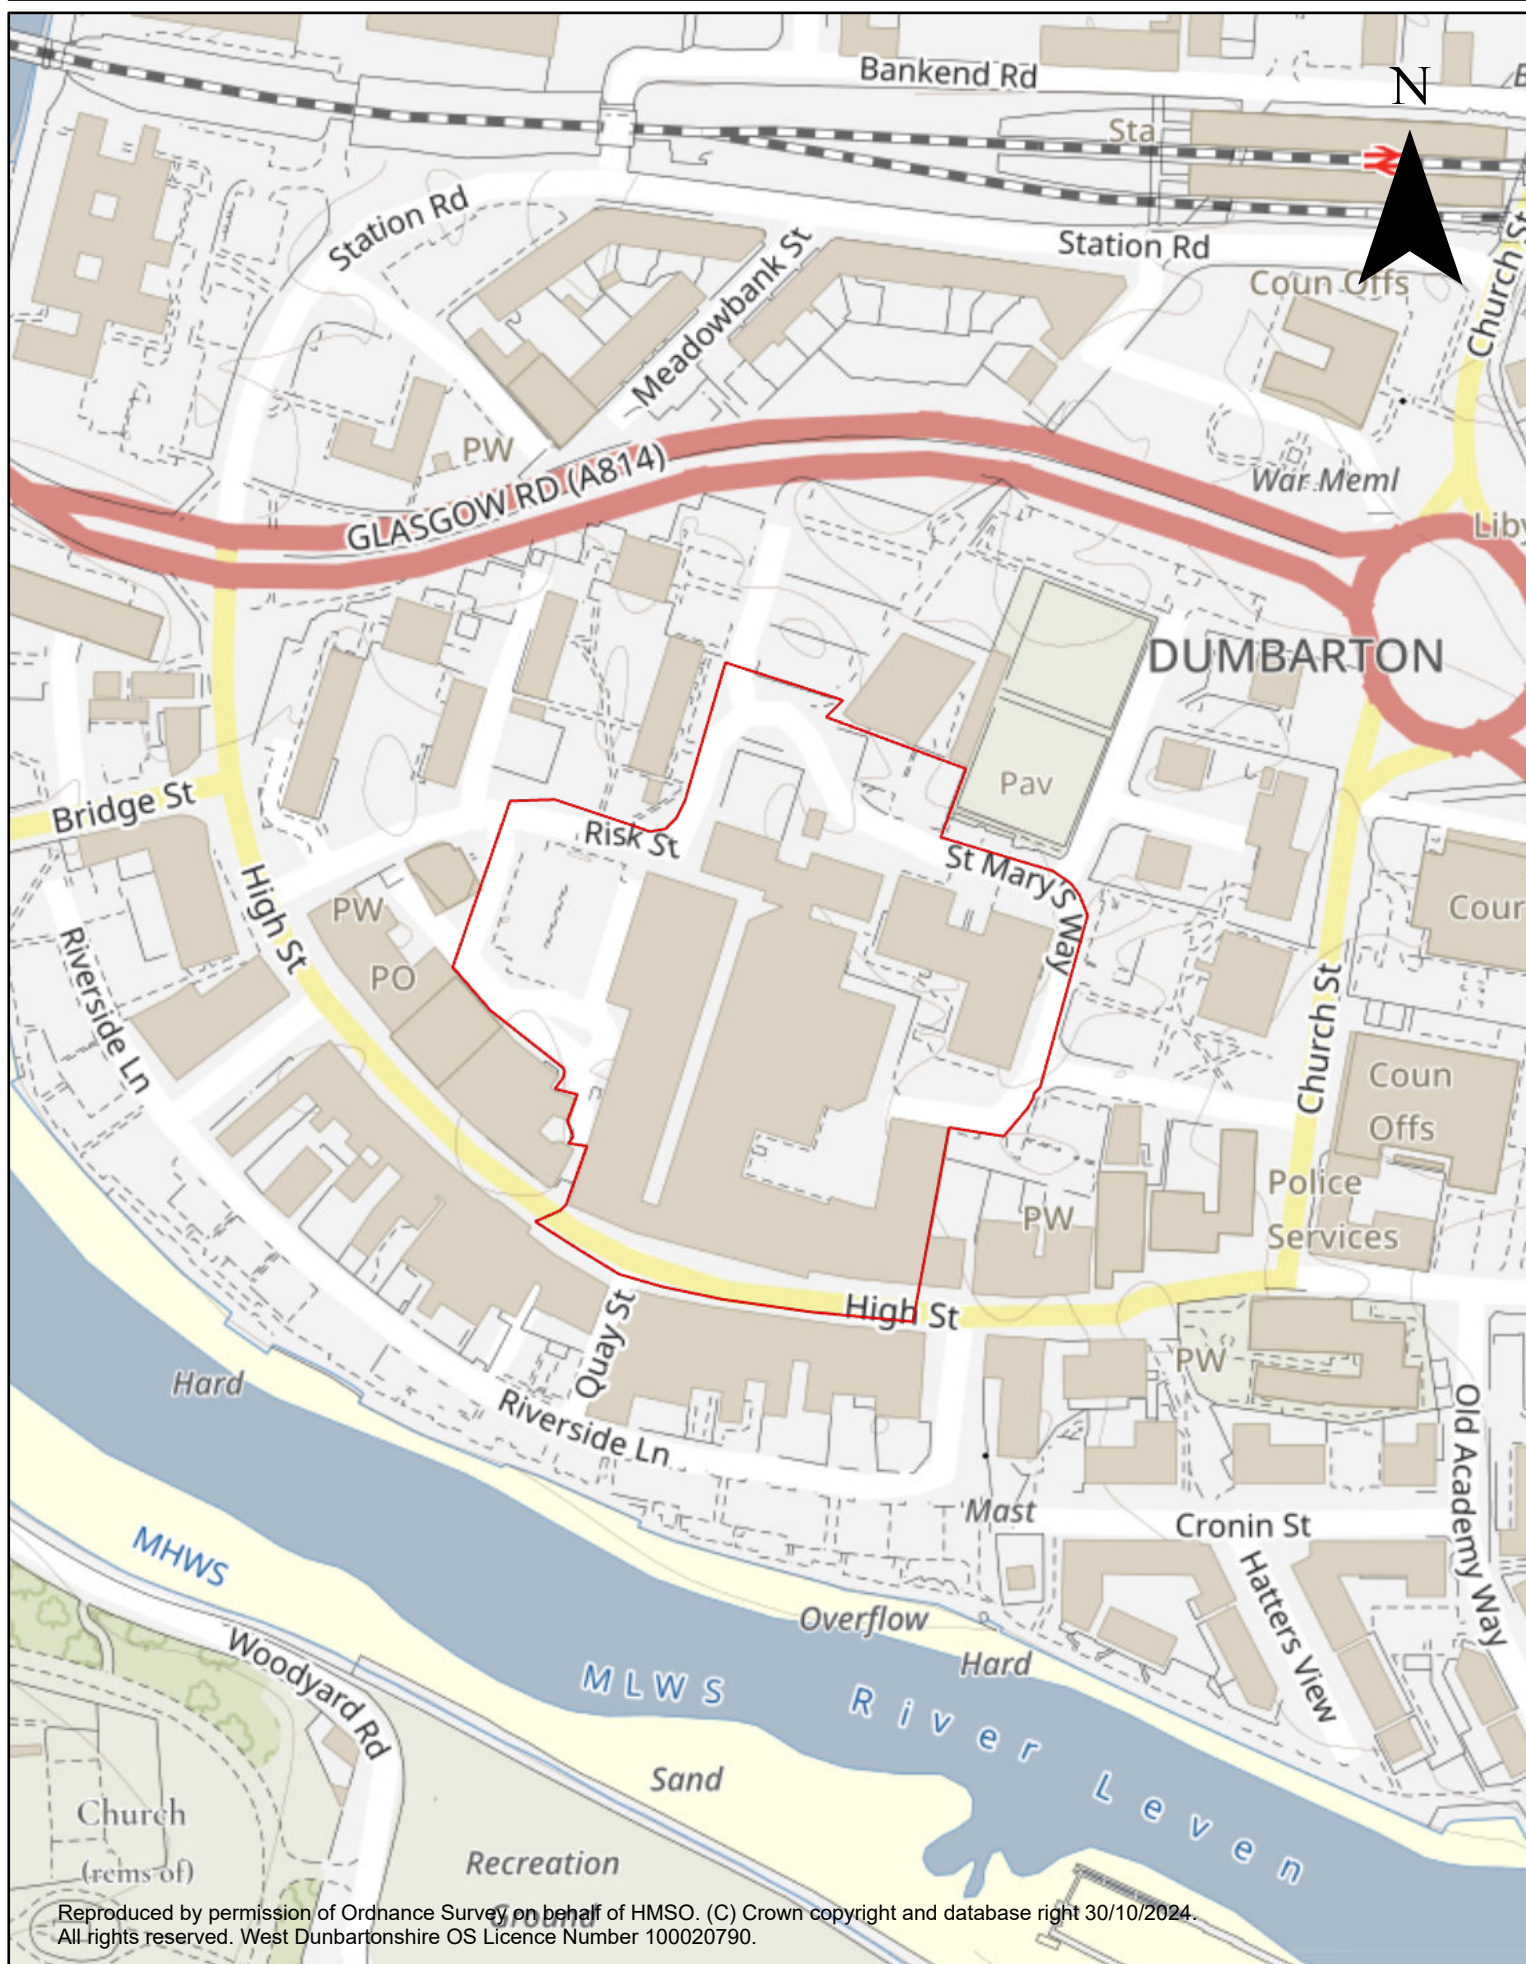 Bankend Rd
N
Sta
Station Rd
Station Rd
Meadowbank St
Coun Offs
Church St
PW
GLASGOW RD (A814)
War Meml
Liby
DUMBARTON
Bridge St
Pav
Risk St
St Mary's Way
High St
PW
PO
Cour
Riverside Ln
Church St
Coun
Offs
Police
Services
PW
High St
Quay St
PW
Hard
Riverside Ln
Old Academy Way
Mast
Cronin St
MHWS
Hatters View
Overflow
Hard
Woodyard Rd
MLWS
River Leven
Sand
Church
(rems of)
Recreation
Ground
Reproduced by permission of Ordnance Survey on behalf of HMSO. (C) Crown copyright and database right 30/10/2024.
All rights reserved. West Dunbartonshire OS Licence Number 100020790.